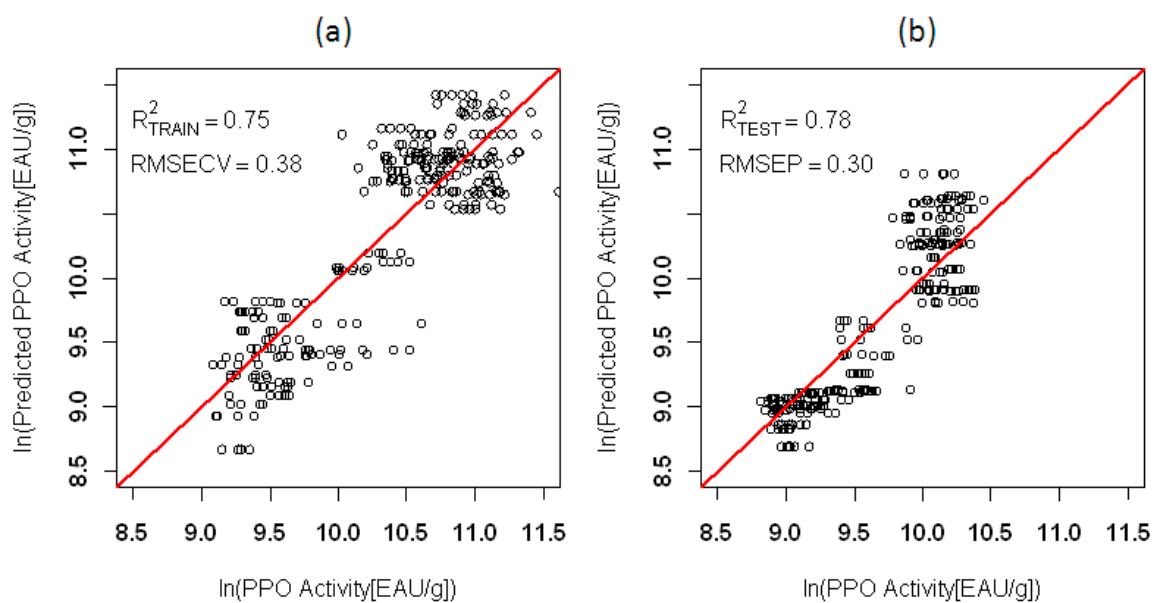 (a)
R²TRAIN = 0.75
RMSECV = 0.38
ln(Predicted PPO Activity[EAU/g])
11.0
10.5
10.0
9.5
9.0
8.5
8.5 9.0 9.5 10.0 10.5 11.0 11.5
ln(PPO Activity[EAU/g])
(b)
R²TEST = 0.78
RMSEP = 0.30
ln(Predicted PPO Activity[EAU/g])
11.0
10.0
9.5
9.0
8.5
8.5 9.0 9.5 10.0 10.5 11.0 11.5
ln(PPO Activity[EAU/g])